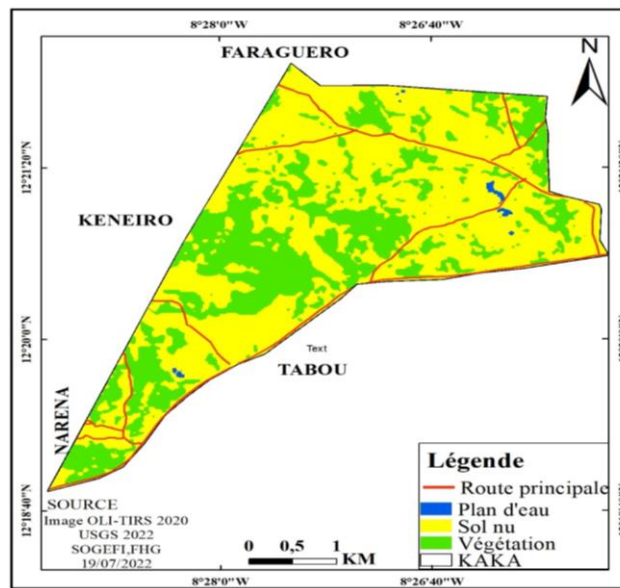 8°28'0"W
8°26'40"W
FARAGUERO
N
12°21'20"N
KENEIRO
12°20'0"N
Text
TABOU
NARENA
12°18'40"N
SOURCE
Image OLI-TIRS 2020
USGS 2022
SOGEFI,FHG
19/07/2022
0
0,5
1
KM
Légende
Route principale
Plan d'eau
Sol nu
Végétation
KAKA
8°28'0"W
8°26'40"W